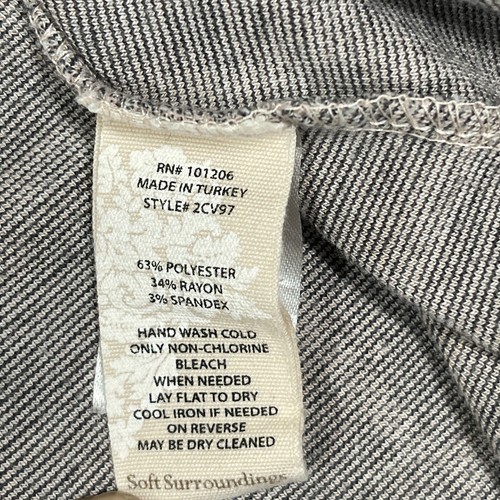 RN# 101206
MADE IN TURKEY
STYLE# 2CV97
63% POLYESTER
34% RAYON
3% SPANDEX
HAND WASH COLD
ONLY NON-CHLORINE
BLEACH
WHEN NEEDED
LAY FLAT TO DRY
COOL IRON IF NEEDED
ON REVERSE
MAY BE DRY CLEANED
Soft Surroundings